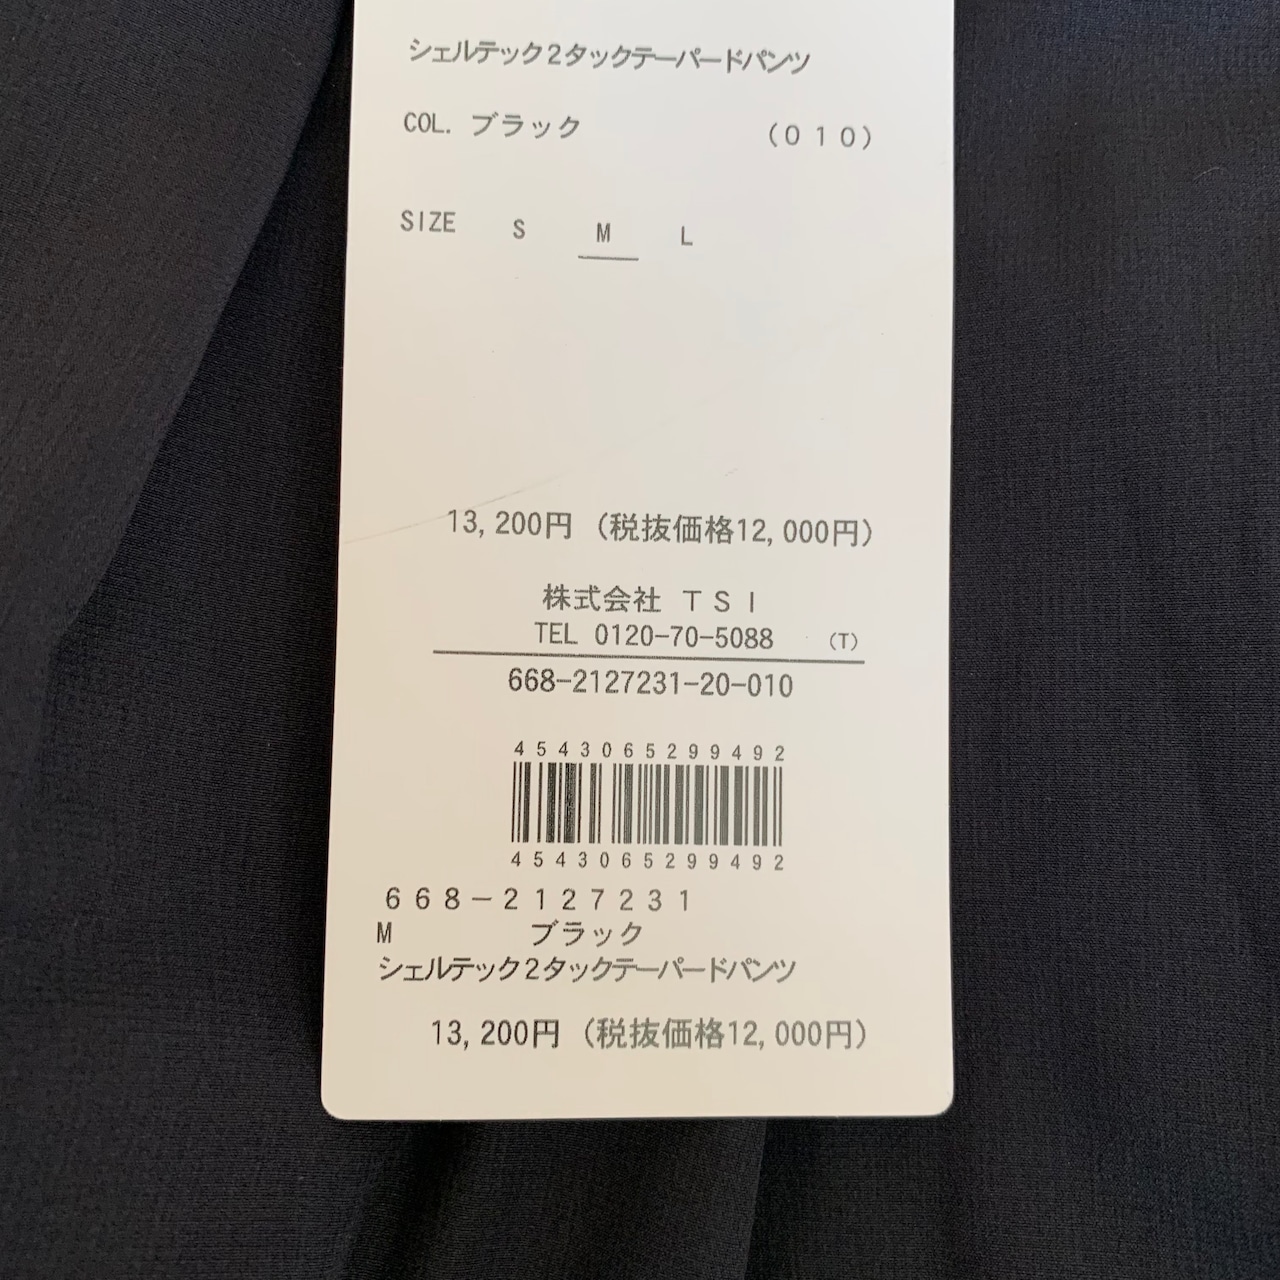 シェルテック2タックテーパードパンツ
COL. ブラック (010)
SIZE S M L
13,200円 (税抜価格12,000円)
株式会社 TSI
TEL 0120-70-5088 (T)
668-2127231-20-010
4543065299492
4543065299492
668-2127231
M ブラック
シェルテック2タックテーパードパンツ
13,200円 (税抜価格12,000円)